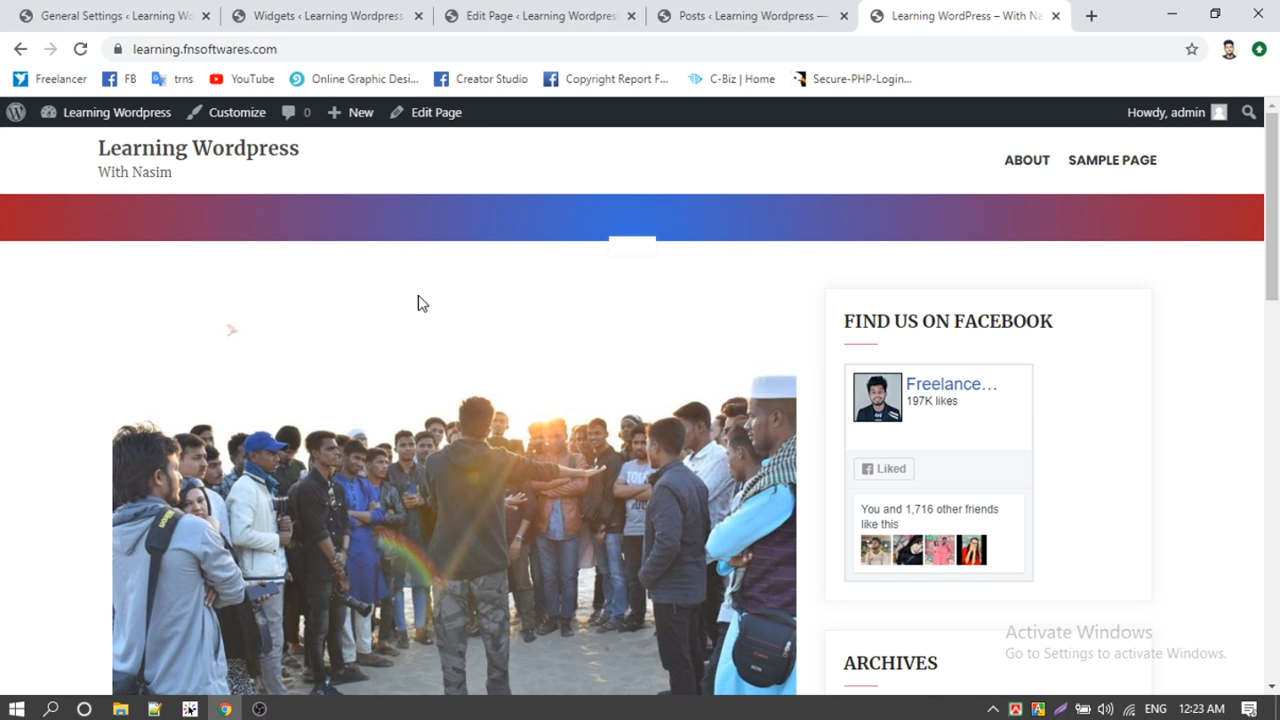 General Settings ‹ Learning Wo
Widgets ‹ Learning Wordpress
Edit Page ‹ Learning Wordpress
Posts ‹ Learning Wordpress —
Learning WordPress – With Na
learning.fnsoftwares.com
Freelancer
FB
trns
YouTube
Online Graphic Desi...
Creator Studio
Copyright Report F...
C-Biz | Home
Secure-PHP-Login...
Learning Wordpress
Customize
0
New
Edit Page
Howdy, admin
Learning Wordpress
With Nasim
ABOUT
SAMPLE PAGE
FIND US ON FACEBOOK
Freelance...
197K likes
Liked
You and 1,716 other friends
like this
Activate Windows
Go to Settings to activate Windows.
ARCHIVES
ENG
12:23 AM